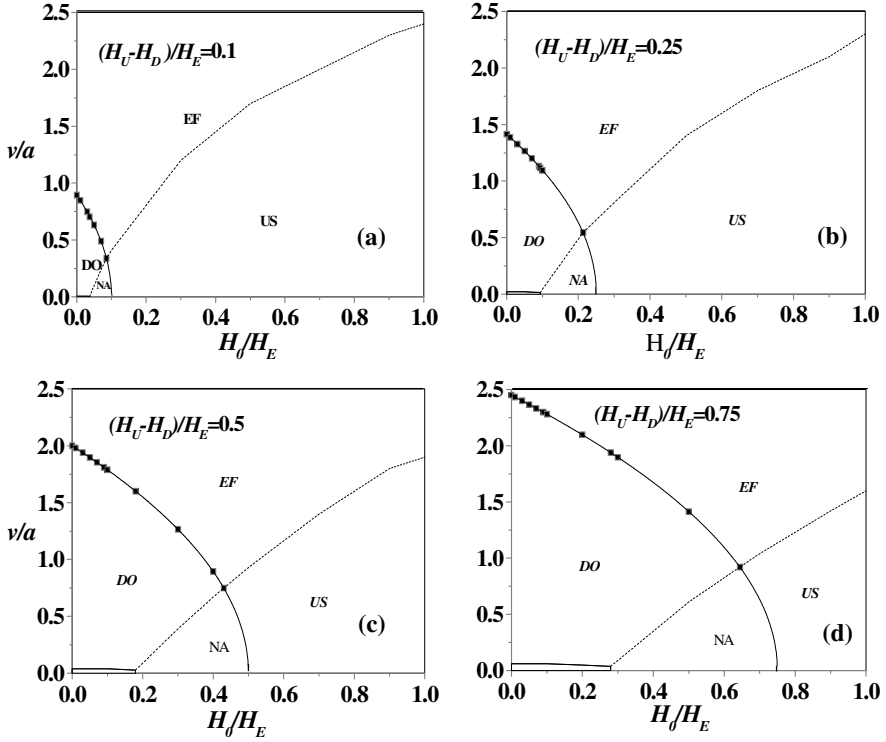 2.5
(H_U-H_D)/H_E=0.1
2.0
EF
1.5
v/a
1.0
US
0.5
DO
(a)
NA
0.0
0.0 0.2 0.4 0.6 0.8 1.0
H_0/H_E
2.5
(H_U-H_D)/H_E=0.25
2.0
1.5
EF
1.0
US
0.5
DO
(b)
NA
0.0
0.0 0.2 0.4 0.6 0.8 1.0
H_0/H_E
2.5
(H_U-H_D)/H_E=0.5
2.0
EF
1.5
v/a
1.0
DO
US
0.5
(c)
NA
0.0
0.0 0.2 0.4 0.6 0.8 1.0
H_0/H_E
2.5
(H_U-H_D)/H_E=0.75
2.0
EF
1.5
1.0
DO
US
0.5
(d)
NA
0.0
0.0 0.2 0.4 0.6 0.8 1.0
H_0/H_E